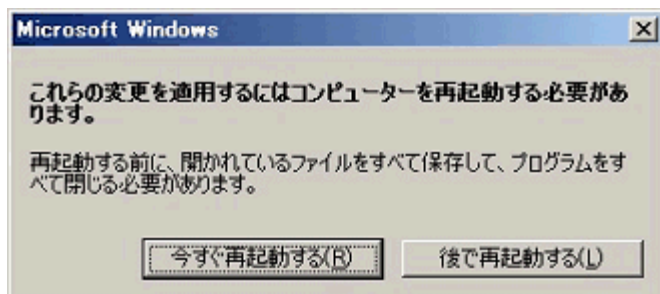 Microsoft Windows
これらの変更を適用するにはコンピューターを再起動する必要があ
ります。
再起動する前に、開かれているファイルをすべて保存して、プログラムをす
べて閉じる必要があります。
今すぐ再起動する(R)
後で再起動する(L)